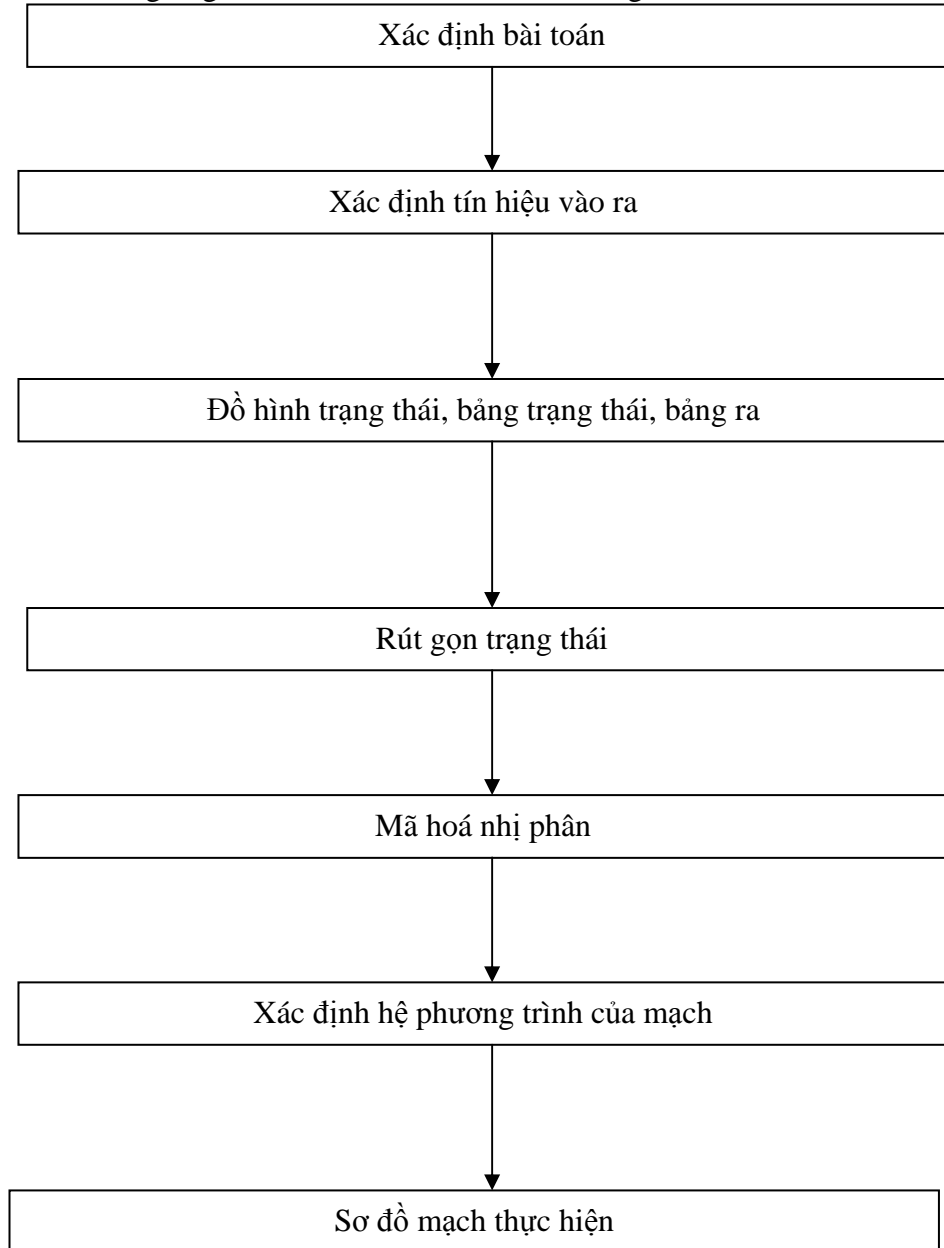 Xác định bài toán
Xác định tín hiệu vào ra
Đồ hình trạng thái, bảng trạng thái, bảng ra
Rút gọn trạng thái
Mã hoá nhị phân
Xác định hệ phương trình của mạch
Sơ đồ mạch thực hiện